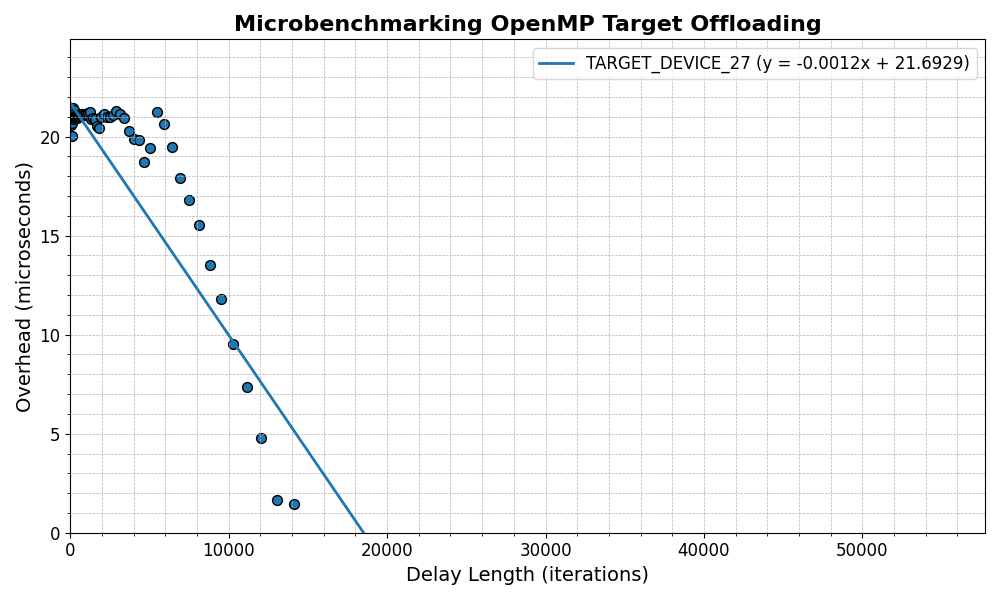 Microbenchmarking OpenMP Target Offloading
TARGET_DEVICE_27 (y = -0.0012x + 21.6929)
Overhead (microseconds)
20
15
10
5
0
0 10000 20000 30000 40000 50000
Delay Length (iterations)